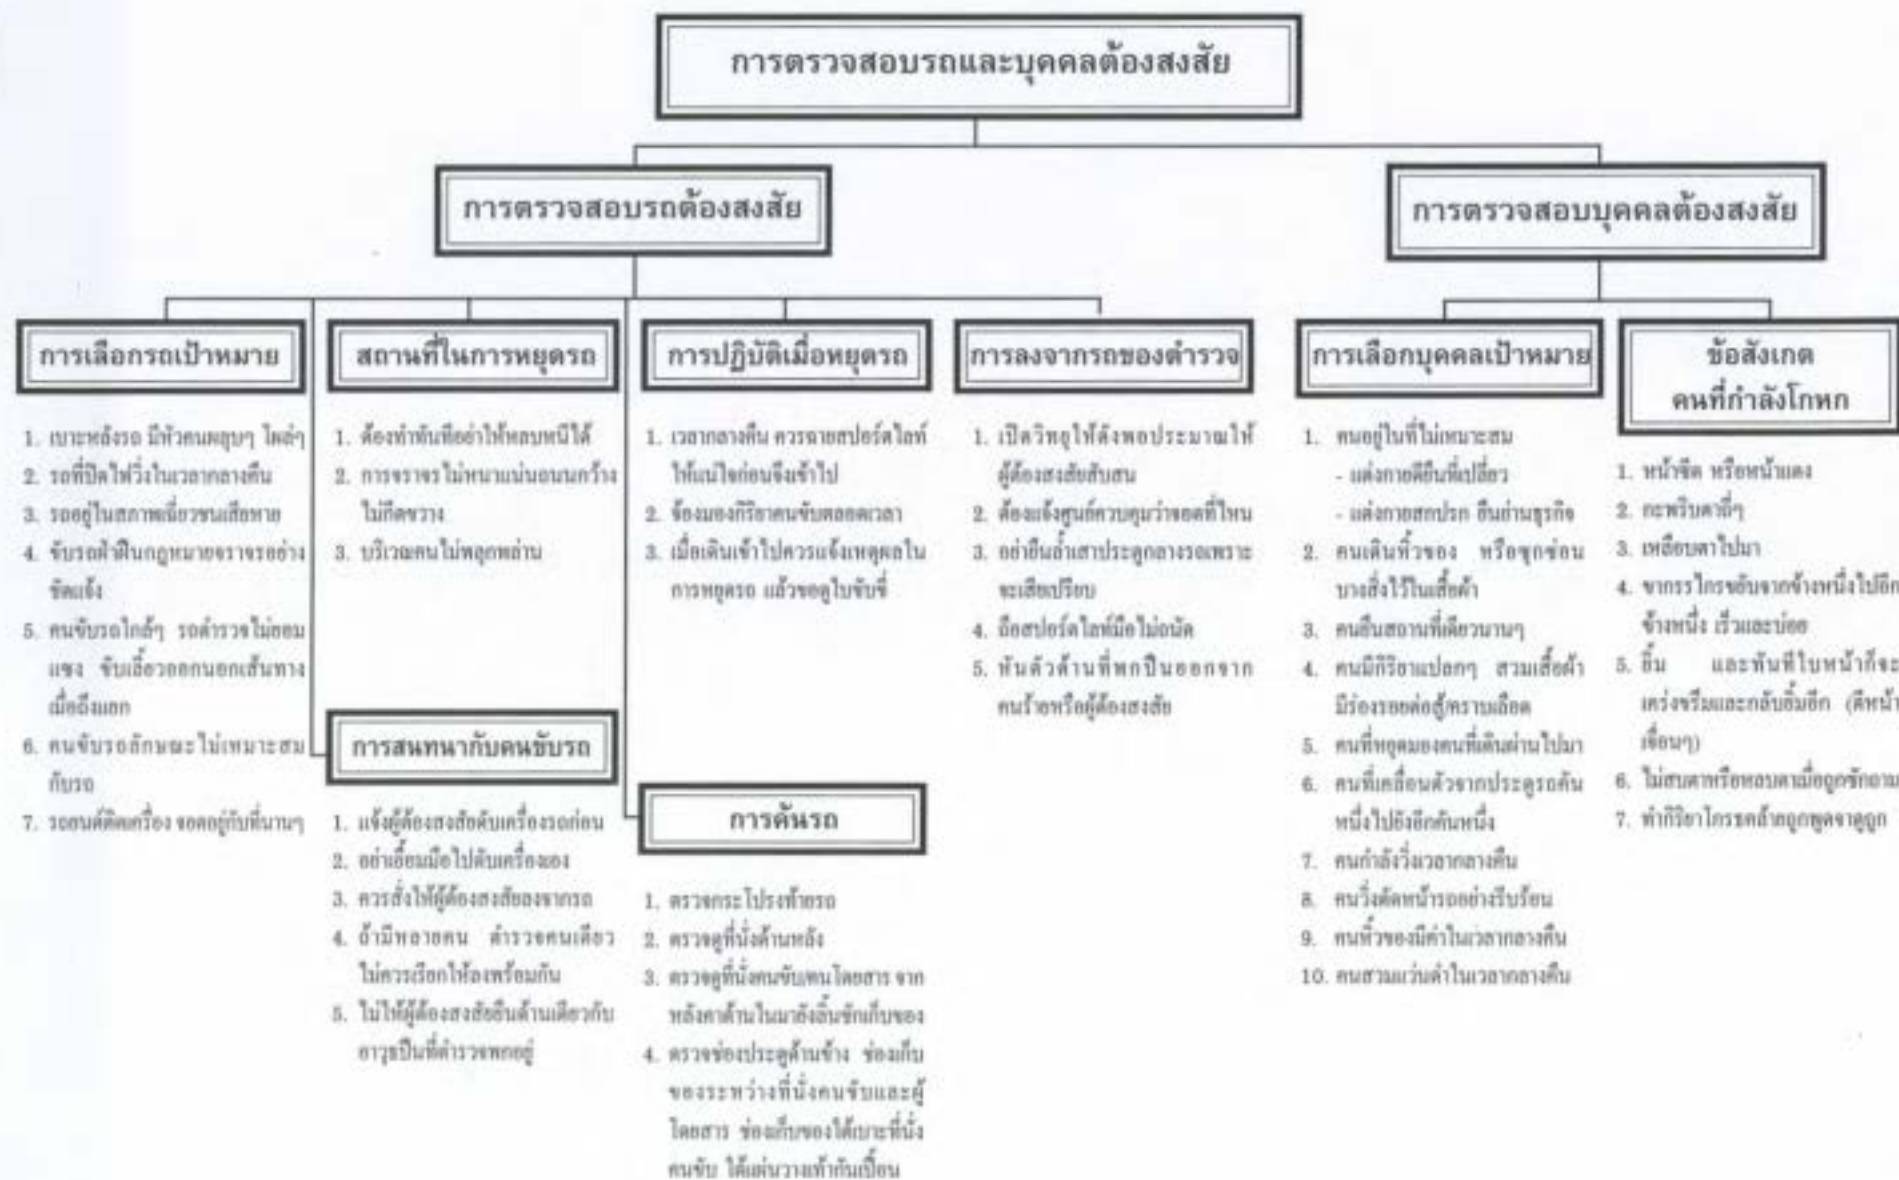 การตรวจสอบรถและบุคคลต้องสงสัย
การตรวจสอบรถต้องสงสัย
การตรวจสอบบุคคลต้องสงสัย
การเลือกรถเป้าหมาย
1. เบาะหลังรถ มีหัวคนผลุบๆ โผล่ๆ
2. รถที่ปิดไฟวิ่งในเวลากลางคืน
3. รถอยู่ในสภาพเฉี่ยวชนเสียหาย
4. ขับรถฝ่าฝืนกฎหมายจราจรอย่าง
ชัดแจ้ง
5. คนขับรถใกล้ๆ รถตำรวจไม่ยอม
แซง ขับเลี้ยวออกนอกเส้นทาง
เมื่อถึงแยก
6. คนขับรถลักษณะไม่เหมาะสม
กับรถ
7. รถยนต์ติดเครื่อง จอดอยู่กับที่นานๆ
สถานที่ในการหยุดรถ
1. ต้องทำทันทีอย่าให้หลบหนีได้
2. การจราจรไม่หนาแน่นถนนกว้าง
ไม่กีดขวาง
3. บริเวณคนไม่พลุกพล่าน
การสนทนากับคนขับรถ
1. แจ้งผู้ต้องสงสัยดับเครื่องรถก่อน
2. อย่าเอื้อมมือไปดับเครื่องเอง
3. ควรสั่งให้ผู้ต้องสงสัยลงจากรถ
4. ถ้ามีหลายคน ตำรวจคนเดียว
ไม่ควรเรียกให้ลงพร้อมกัน
5. ไม่ให้ผู้ต้องสงสัยยืนด้านเดียวกับ
อาวุธปืนที่ตำรวจพกอยู่
การปฏิบัติเมื่อหยุดรถ
1. เวลากลางคืน ควรฉายสปอร์ตไลท์
ให้แน่ใจก่อนจึงเข้าไป
2. จ้องมองกิริยาคนขับตลอดเวลา
3. เมื่อเดินเข้าไปควรแจ้งเหตุผลใน
การหยุดรถ แล้วขอดูใบขับขี่
การค้นรถ
1. ตรวจกระโปรงท้ายรถ
2. ตรวจดูที่นั่งด้านหลัง
3. ตรวจดูที่นั่งคนขับ/คนโดยสาร จาก
หลังคาด้านในมายังลิ้นชักเก็บของ
4. ตรวจช่องประตูด้านข้าง ช่องเก็บ
ของระหว่างที่นั่งคนขับและผู้
โดยสาร ช่องเก็บของใต้เบาะที่นั่ง
คนขับ ใต้แผ่นวางเท้ากันเปื้อน
การลงจากรถของตำรวจ
1. เปิดวิทยุให้ดังพอประมาณให้
ผู้ต้องสงสัยสับสน
2. ต้องแจ้งศูนย์ควบคุมว่าจอดที่ไหน
3. อย่ายืนล้ำเสาประตูกลางรถเพราะ
จะเสียเปรียบ
4. ถือสปอร์ตไลท์มือไม่ถนัด
5. หันตัวด้านที่พกปืนออกจาก
คนร้ายหรือผู้ต้องสงสัย
การเลือกบุคคลเป้าหมาย
1. คนอยู่ในที่ไม่เหมาะสม
- แต่งกายดียืนที่เปลี่ยว
- แต่งกายสกปรก ยืนย่านธุรกิจ
2. คนเดินหิ้วของ หรือซุกซ่อน
บางสิ่งไว้ในเสื้อผ้า
3. คนยืนสถานที่เดียวนานๆ
4. คนมีกิริยาแปลกๆ สวมเสื้อผ้า
มีร่องรอยต่อสู้/คราบเลือด
5. คนที่หยุดมองคนที่เดินผ่านไปมา
6. คนที่เคลื่อนตัวจากประตูรถคัน
หนึ่งไปยังอีกคันหนึ่ง
7. คนกำลังวิ่งเวลากลางคืน
8. คนวิ่งตัดหน้ารถอย่างรีบร้อน
9. คนหิ้วของมีค่าในเวลากลางคืน
10. คนสวมแว่นดำในเวลากลางคืน
ข้อสังเกต
คนที่กำลังโกหก
1. หน้าซีด หรือหน้าแดง
2. กะพริบตาถี่ๆ
3. เหลือบตาไปมา
4. ขากรรไกรขยับจากข้างหนึ่งไปอีก
ข้างหนึ่ง เร็วและบ่อย
5. ยิ้ม และทันทีใบหน้าก็จะ
เคร่งขรึมและกลับยิ้มอีก (ตีหน้า
เจื่อนๆ)
6. ไม่สบตาหรือหลบตาเมื่อถูกซักถาม
7. ทำกิริยาโกรธคล้ายถูกพูดจาดูถูก